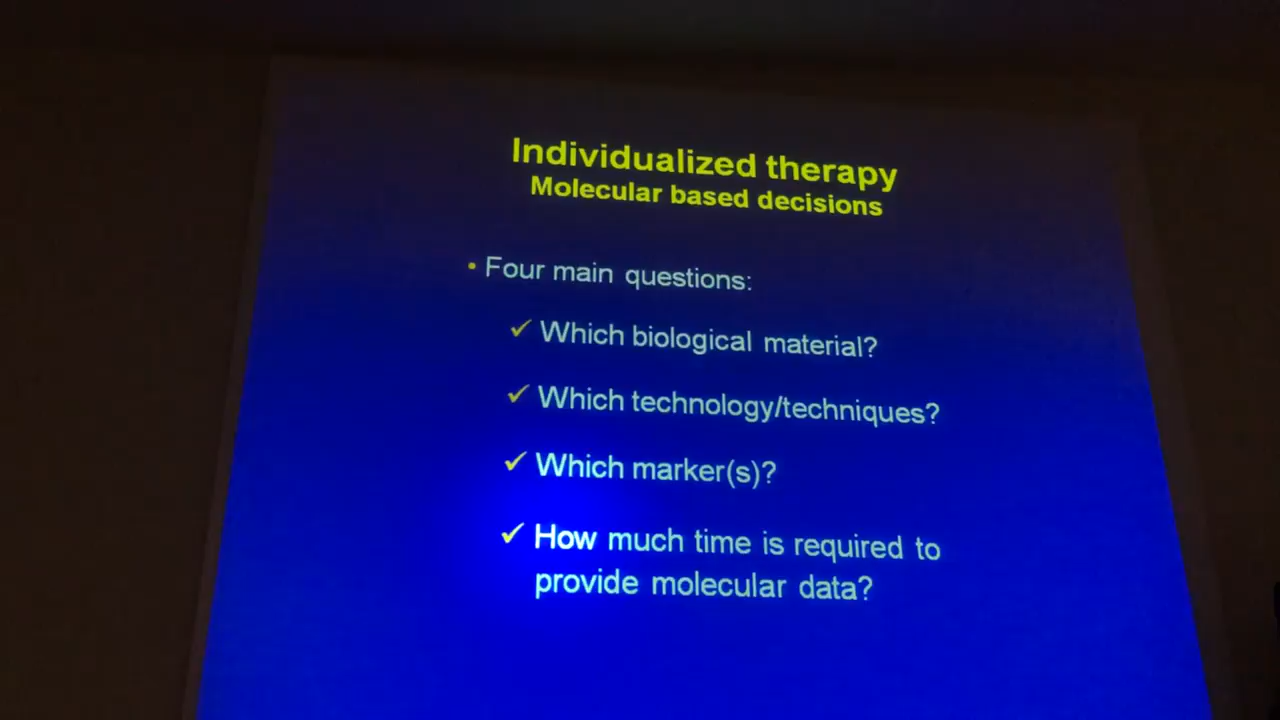 Individualized therapy
Molecular based decisions
• Four main questions:
✓ Which biological material?
✓ Which technology/techniques?
✓ Which marker(s)?
✓ How much time is required to
provide molecular data?